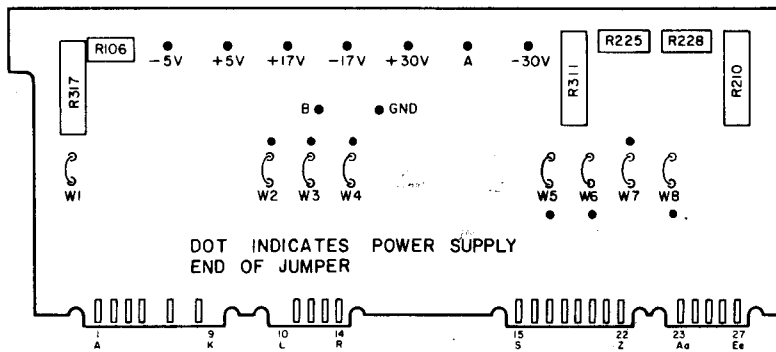 R317
R106
-5V +5V +17V -17V +30V A -30V
R311
R225
R228
R210
B GND
W1 W2 W3 W4 W5 W6 W7 W8
DOT INDICATES POWER SUPPLY
END OF JUMPER
1 9 10 14 15 22 23 27
A K L R S Z Aa Ee